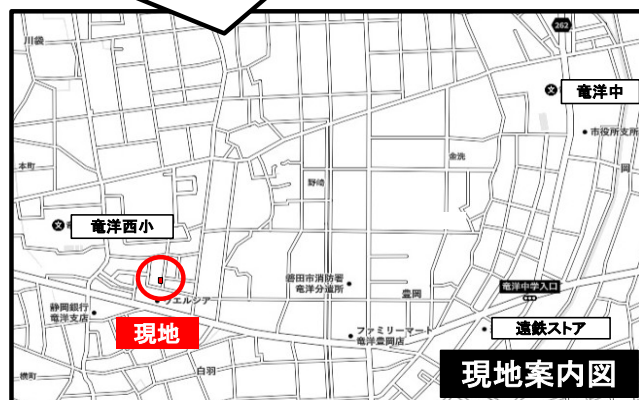 川袋
262
竜洋中
市役所支所
岡
本町
金洗
野崎
竜洋西小
ウエルシア
磐田市消防署
竜洋分遣所
豊岡
竜洋中学入口
静岡銀行
竜洋支店
現地
ファミリーマート
竜洋豊岡店
遠鉄ストア
横町
白羽
現地案内図